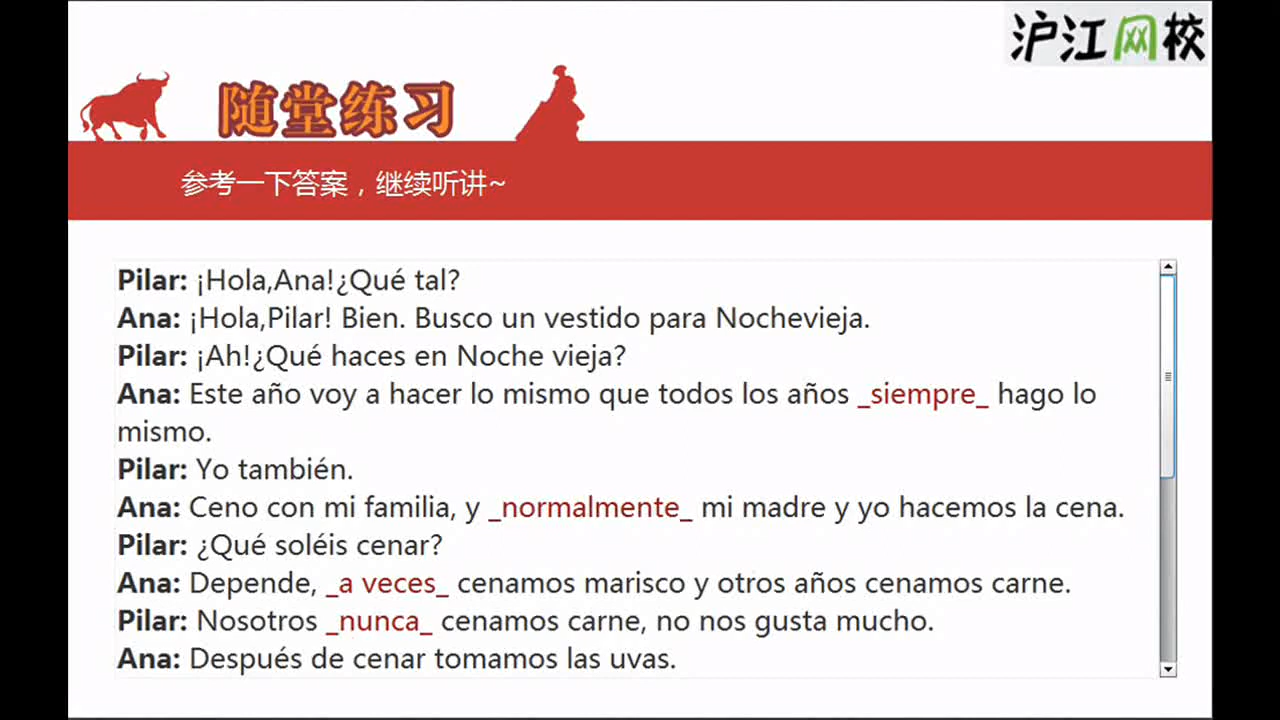 沪江网校
随堂练习
参考一下答案，继续听讲~
Pilar: ¡Hola,Ana!¿Qué tal?
Ana: ¡Hola,Pilar! Bien. Busco un vestido para Nochevieja.
Pilar: ¡Ah!¿Qué haces en Noche vieja?
Ana: Este año voy a hacer lo mismo que todos los años _siempre_ hago lo
mismo.
Pilar: Yo también.
Ana: Ceno con mi familia, y _normalmente_ mi madre y yo hacemos la cena.
Pilar: ¿Qué soléis cenar?
Ana: Depende, _a veces_ cenamos marisco y otros años cenamos carne.
Pilar: Nosotros _nunca_ cenamos carne, no nos gusta mucho.
Ana: Después de cenar tomamos las uvas.